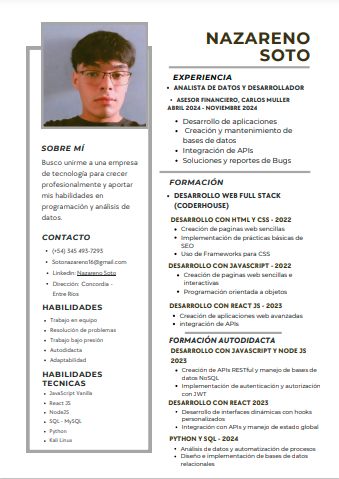 NAZARENO
SOTO
SOBRE MÍ
Busco unirme a una empresa
de tecnología para crecer
profesionalmente y aportar
mis habilidades en
programación y análisis de
datos.
CONTACTO
(+54) 345 493-7293
Sotonazareno16@gmail.com
Linkedin: Nazareno Soto
Dirección: Concordia -
Entre Rios
HABILIDADES
Trabajo en equipo
Resolución de problemas
Trabajo bajo presión
Autodidacta
Adaptabilidad
HABILIDADES
TECNICAS
JavaScript Vanilla
React JS
NodeJS
SQL - MySQL
Python
Kali Linux
EXPERIENCIA
ANALISTA DE DATOS Y DESARROLLADOR
ASESOR FINANCIERO, CARLOS MULLER
ABRIL 2024 - NOVIEMBRE 2024
Desarrollo de aplicaciones
Creación y mantenimiento de
bases de datos
Integración de APIs
Soluciones y reportes de Bugs
FORMACIÓN
DESARROLLO WEB FULL STACK
(CODERHOUSE)
DESARROLLO CON HTML Y CSS - 2022
Creación de paginas web sencillas
Implementación de prácticas básicas de
SEO
Uso de Frameworks para CSS
DESARROLLO CON JAVASCRIPT - 2022
Creación de paginas web sencillas e
interactivas
Programación orientada a objetos
DESARROLLO CON REACT JS - 2023
Creación de aplicaciones web avanzadas
Integración de APIs
FORMACIÓN AUTODIDACTA
DESARROLLO CON JAVASCRIPT Y NODE JS
2023
Creación de APIs RESTful y manejo de bases de
datos NoSQL
Implementación de autenticación y autorización
con JWT
DESARROLLO CON REACT 2023
Desarrollo de interfaces dinámicas con hooks
personalizados
Integración con APIs y manejo de estado global
PYTHON Y SQL - 2024
Análisis de datos y automatización de procesos
Diseño e implementación de bases de datos
relacionales